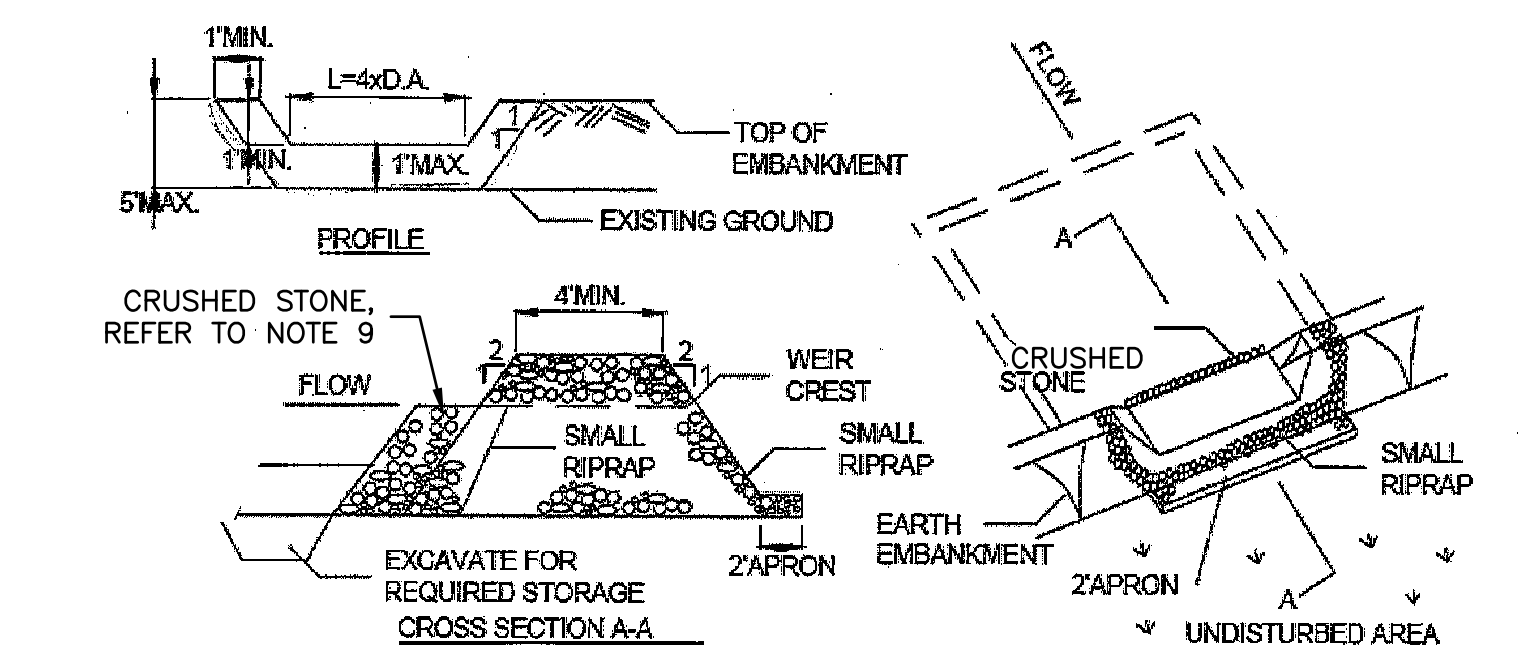 1'MIN.
L=4xD.A.
1
1
TOP OF
EMBANKMENT
1'MIN.
1'MAX.
5'MAX.
EXISTING GROUND
PROFILE
CRUSHED STONE,
REFER TO NOTE 9
4'MIN.
2
1
2
1
WEIR
CREST
FLOW
SMALL
RIPRAP
SMALL
RIPRAP
EXCAVATE FOR
REQUIRED STORAGE
2'APRON
CROSS SECTION A-A
FLOW
A
CRUSHED
STONE
SMALL
RIPRAP
EARTH
EMBANKMENT
2'APRON
A
UNDISTURBED AREA